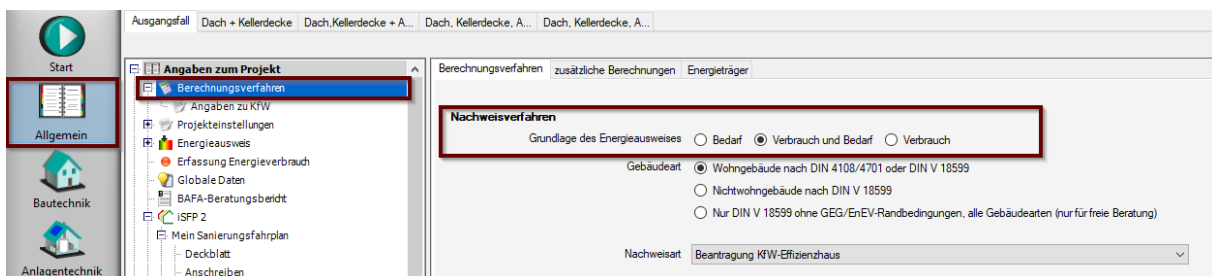 Ausgangsfall Dach + Kellerdecke Dach,Kellerdecke + A... Dach, Kellerdecke, A... Dach, Kellerdecke, A...
Start
Allgemein
Bautechnik
Anlagentechnik
Angaben zum Projekt
Berechnungsverfahren
Angaben zu KfW
Projekteinstellungen
Energieausweis
Erfassung Energieverbrauch
Globale Daten
BAFA-Beratungsbericht
iSFP 2
Mein Sanierungsfahrplan
Deckblatt
Anschreiben
Berechnungsverfahren zusätzliche Berechnungen Energieträger
Nachweisverfahren
Grundlage des Energieausweises Bedarf Verbrauch und Bedarf Verbrauch
Gebäudeart Wohngebäude nach DIN 4108/4701 oder DIN V 18599
Nichtwohngebäude nach DIN V 18599
Nur DIN V 18599 ohne GEG/EnEV-Randbedingungen, alle Gebäudearten (nur für freie Beratung)
Nachweisart Beantragung KfW-Effizienzhaus